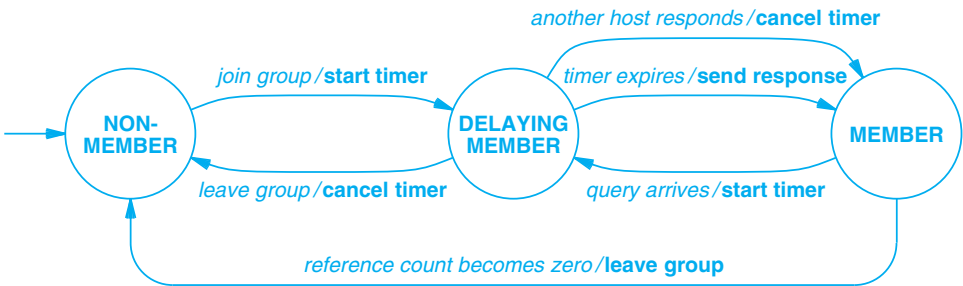 another host responds / cancel timer
join group / start timer
timer expires / send response
NON-
MEMBER
DELAYING
MEMBER
MEMBER
leave group / cancel timer
query arrives / start timer
reference count becomes zero / leave group